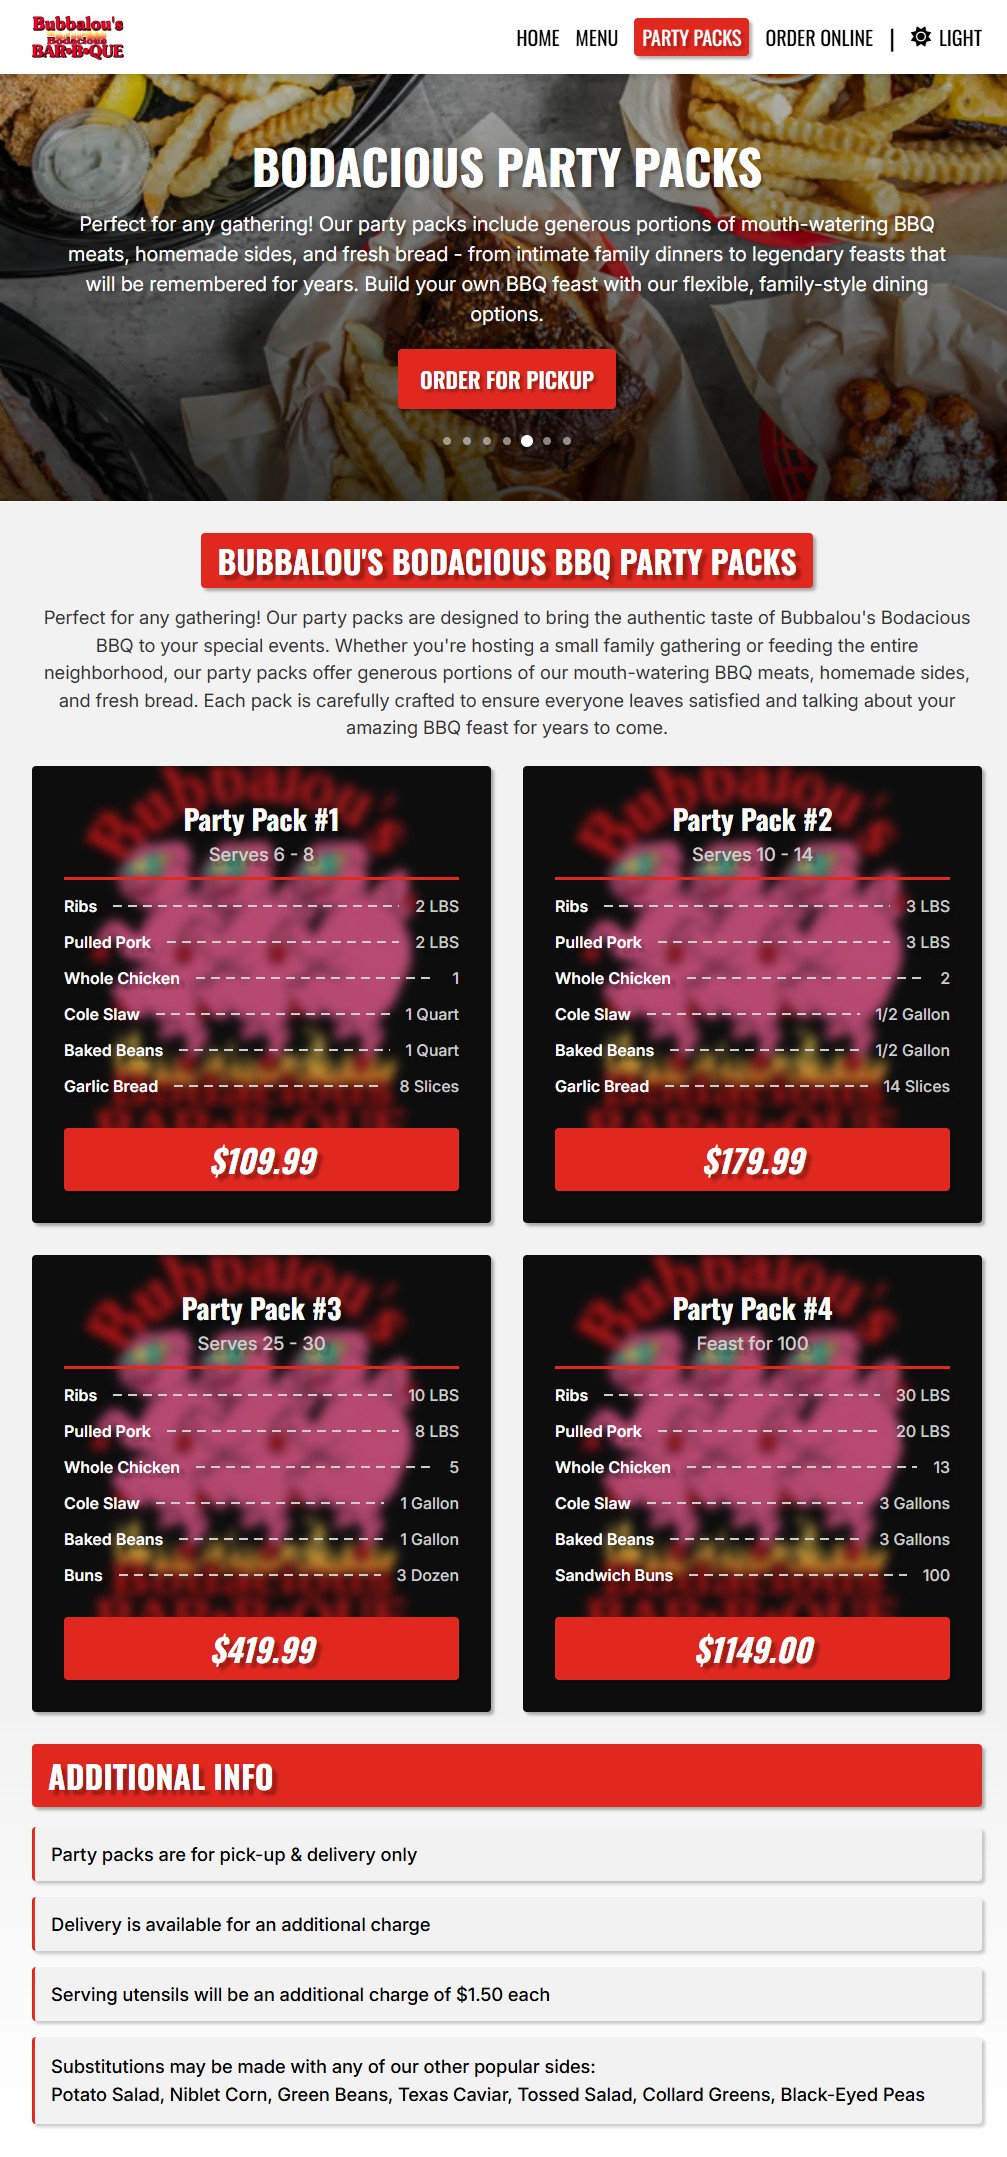 Bubbalou's
Bodacious
BAR•B•QUE
HOME MENU PARTY PACKS ORDER ONLINE | LIGHT
BODACIOUS PARTY PACKS
Perfect for any gathering! Our party packs include generous portions of mouth-watering BBQ
meats, homemade sides, and fresh bread - from intimate family dinners to legendary feasts that
will be remembered for years. Build your own BBQ feast with our flexible, family-style dining
options.
ORDER FOR PICKUP
BUBBALOU'S BODACIOUS BBQ PARTY PACKS
Perfect for any gathering! Our party packs are designed to bring the authentic taste of Bubbalou's Bodacious
BBQ to your special events. Whether you're hosting a small family gathering or feeding the entire
neighborhood, our party packs offer generous portions of our mouth-watering BBQ meats, homemade sides,
and fresh bread. Each pack is carefully crafted to ensure everyone leaves satisfied and talking about your
amazing BBQ feast for years to come.
Party Pack #1
Serves 6 - 8
Ribs 2 LBS
Pulled Pork 2 LBS
Whole Chicken 1
Cole Slaw 1 Quart
Baked Beans 1 Quart
Garlic Bread 8 Slices
$109.99
Party Pack #2
Serves 10 - 14
Ribs 3 LBS
Pulled Pork 3 LBS
Whole Chicken 2
Cole Slaw 1/2 Gallon
Baked Beans 1/2 Gallon
Garlic Bread 14 Slices
$179.99
Party Pack #3
Serves 25 - 30
Ribs 10 LBS
Pulled Pork 8 LBS
Whole Chicken 5
Cole Slaw 1 Gallon
Baked Beans 1 Gallon
Buns 3 Dozen
$419.99
Party Pack #4
Feast for 100
Ribs 30 LBS
Pulled Pork 20 LBS
Whole Chicken 13
Cole Slaw 3 Gallons
Baked Beans 3 Gallons
Sandwich Buns 100
$1149.00
ADDITIONAL INFO
Party packs are for pick-up & delivery only
Delivery is available for an additional charge
Serving utensils will be an additional charge of $1.50 each
Substitutions may be made with any of our other popular sides:
Potato Salad, Niblet Corn, Green Beans, Texas Caviar, Tossed Salad, Collard Greens, Black-Eyed Peas